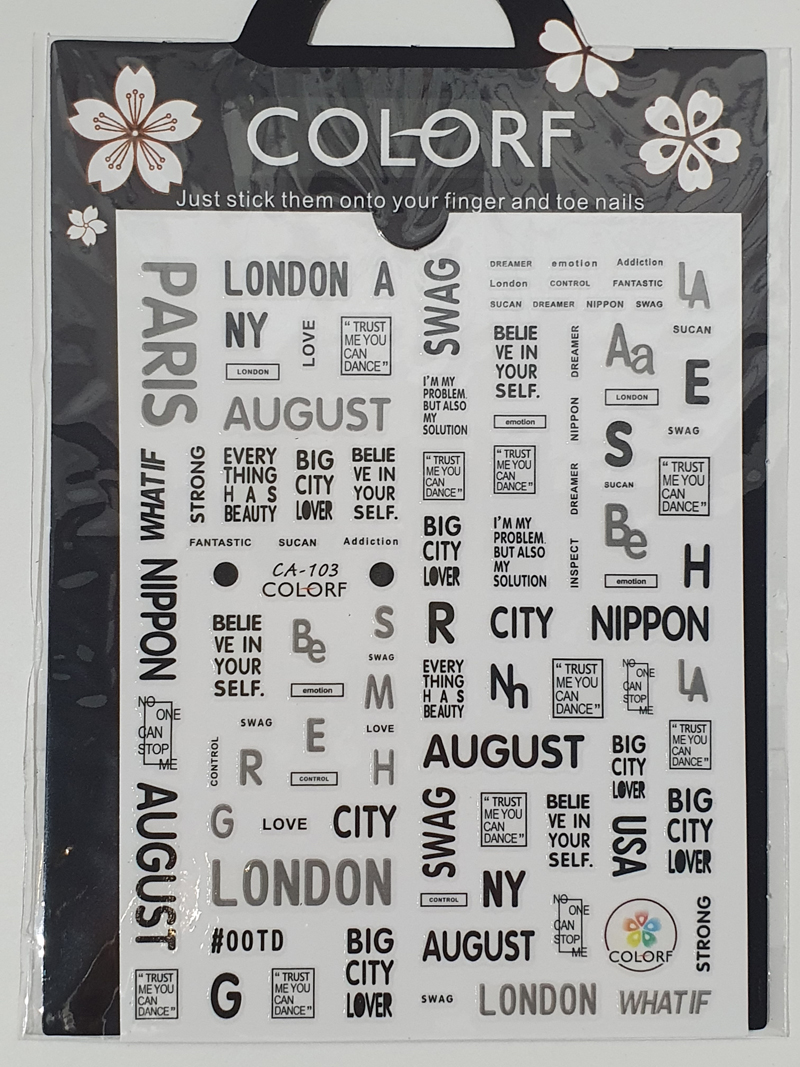 COLORF
Just stick them onto your finger and toe nails
PARIS
LONDON A
NY
LOVE
" TRUST
ME YOU
CAN
DANCE"
LONDON
AUGUST
SWAG
DREAMER emotion Addiction
London CONTROL FANTASTIC
SUCAN DREAMER NIPPON SWAG
LA
BELIE
VE IN
YOUR
SELF.
DREAMER
Aa
SUCAN
E
LONDON
I'M MY
PROBLEM.
BUT ALSO
MY
SOLUTION
emotion
NIPPON
S
SWAG
WHAT IF
STRONG
EVERY
THING
H A S
BEAUTY
BIG
CITY
LOVER
BELIE
VE IN
YOUR
SELF.
" TRUST
ME YOU
CAN
DANCE"
" TRUST
ME YOU
CAN
DANCE"
DREAMER
SUCAN
" TRUST
ME YOU
CAN
DANCE"
FANTASTIC SUCAN Addiction
CA-103
COLORF
BIG
CITY
LOVER
I'M MY
PROBLEM.
BUT ALSO
MY
SOLUTION
INSPECT
Be
emotion
H
NIPPON
BELIE
VE IN
YOUR
SELF.
Be
emotion
S
SWAG
M
R CITY NIPPON
EVERY
THING
H A S
BEAUTY
Nh
" TRUST
ME YOU
CAN
DANCE"
NO
ONE
CAN
STOP
ME
LA
NO
ONE
CAN
STOP
ME
CONTROL
SWAG
R
E
CONTROL
LOVE
H
AUGUST
BIG
CITY
LOVER
" TRUST
ME YOU
CAN
DANCE"
AUGUST
G LOVE CITY
SWAG
" TRUST
ME YOU
CAN
DANCE"
BELIE
VE IN
YOUR
SELF.
USA
BIG
CITY
LOVER
LONDON
CONTROL
NY
#OOTD
BIG
CITY
LOVER
AUGUST
NO
ONE
CAN
STOP
ME
COLORF
STRONG
" TRUST
ME YOU
CAN
DANCE"
G
" TRUST
ME YOU
CAN
DANCE"
SWAG LONDON WHAT IF